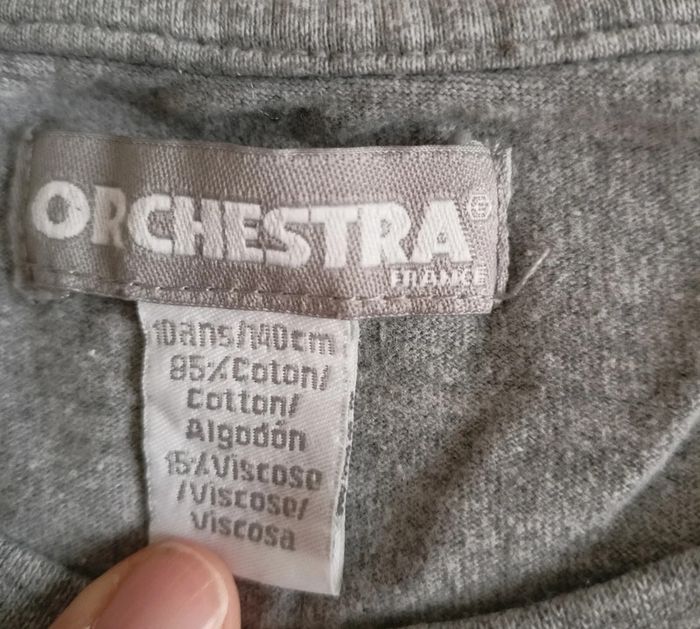 ORCHESTRA®
FRANCE
10ans/140cm
85%Coton/
Cotton/
Algodón
15%Viscose
/Viscose/
Viscosa